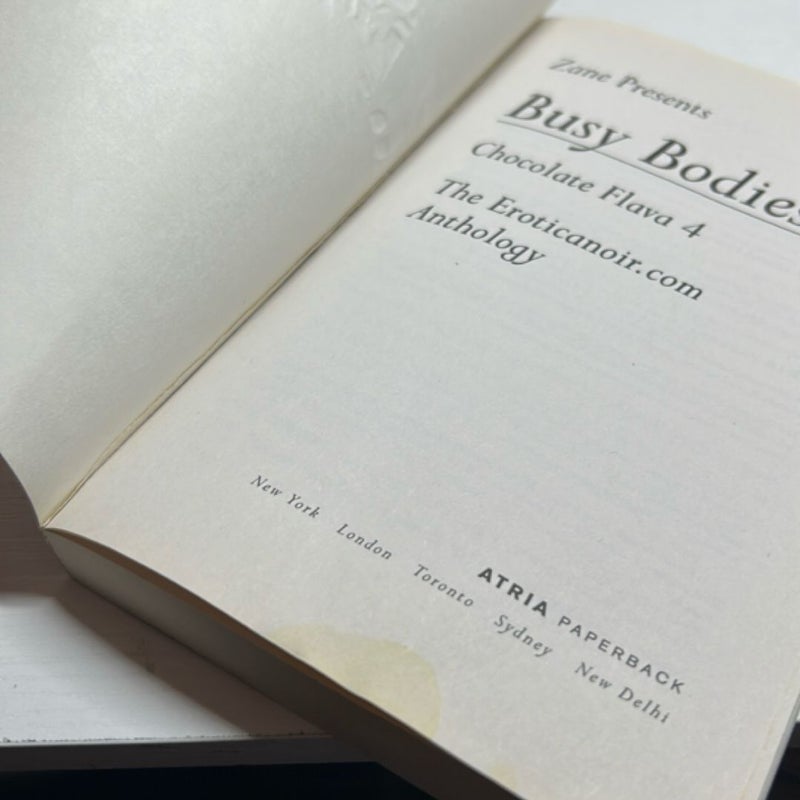 Zane Presents
Busy Bodies
Chocolate Flava 4
The Eroticanoir.com
Anthology
ATRIA PAPERBACK
New York London Toronto Sydney New Delhi